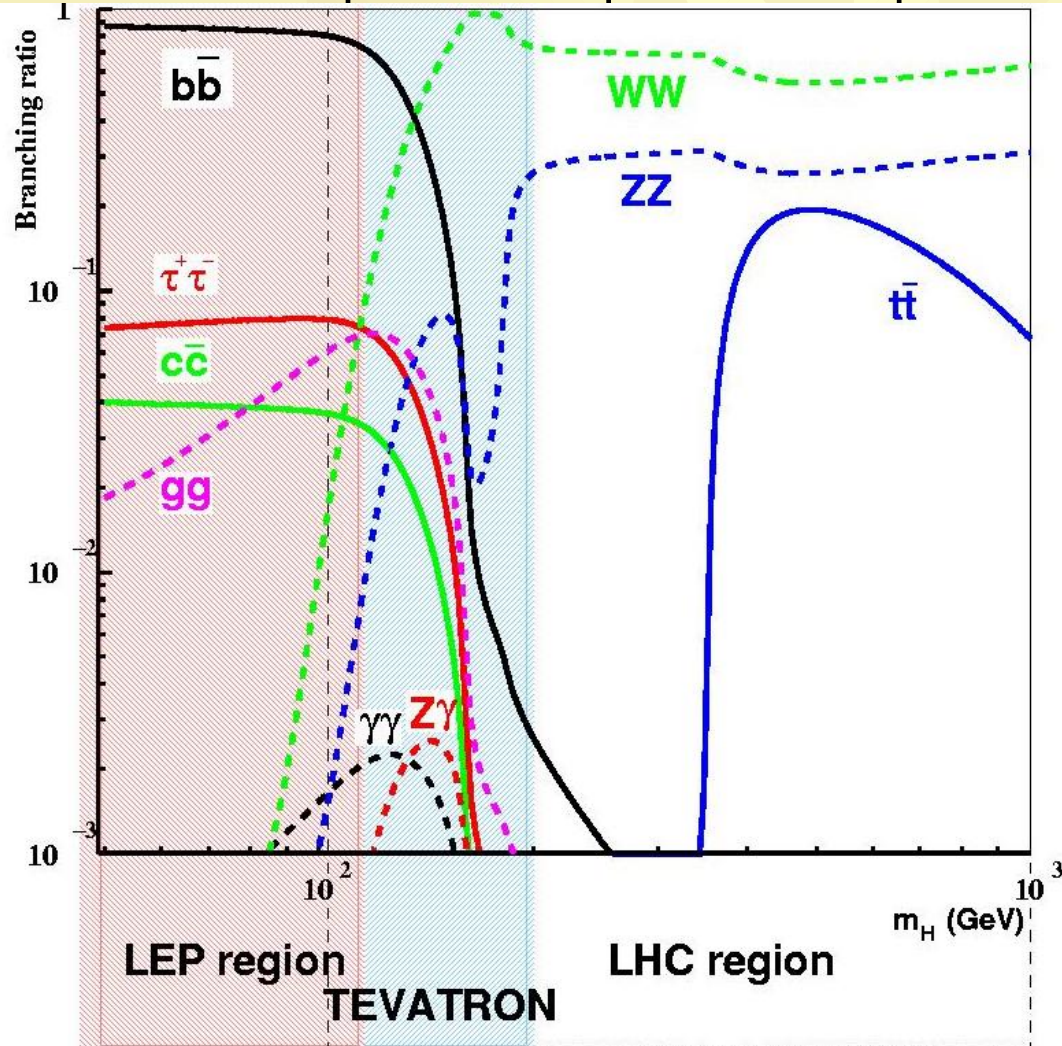 1
Branching ratio
bb̄
WW
ZZ
τ⁺τ⁻
10⁻¹
tt̄
cc̄
gg
10⁻²
γγ Zγ
10⁻³
10² 10³
m_H (GeV)
LEP region LHC region
TEVATRON